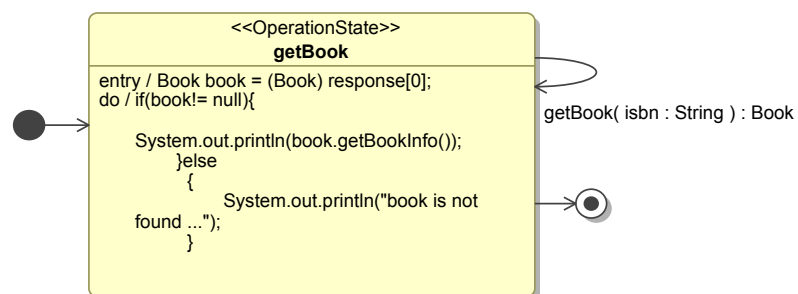 <<OperationState>>
getBook
entry / Book book = (Book) response[0];
do / if(book!= null){
getBook( isbn : String ) : Book
System.out.println(book.getBookInfo());
}else
{
System.out.println("book is not
found ...");
}